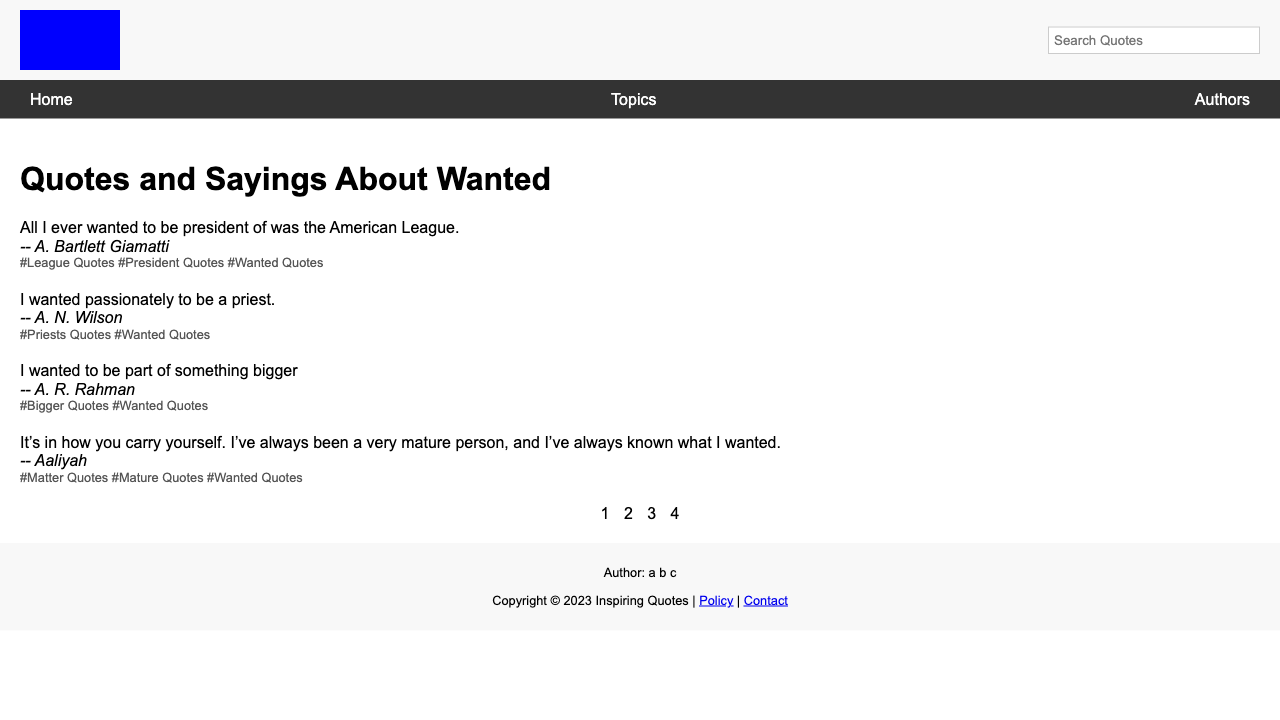 Search Quotes
Home Topics Authors
Quotes and Sayings About Wanted
All I ever wanted to be president of was the American League.
-- A. Bartlett Giamatti
#League Quotes #President Quotes #Wanted Quotes
I wanted passionately to be a priest.
-- A. N. Wilson
#Priests Quotes #Wanted Quotes
I wanted to be part of something bigger
-- A. R. Rahman
#Bigger Quotes #Wanted Quotes
It’s in how you carry yourself. I’ve always been a very mature person, and I’ve always known what I wanted.
-- Aaliyah
#Matter Quotes #Mature Quotes #Wanted Quotes
1 2 3 4
Author: a b c
Copyright © 2023 Inspiring Quotes | Policy | Contact